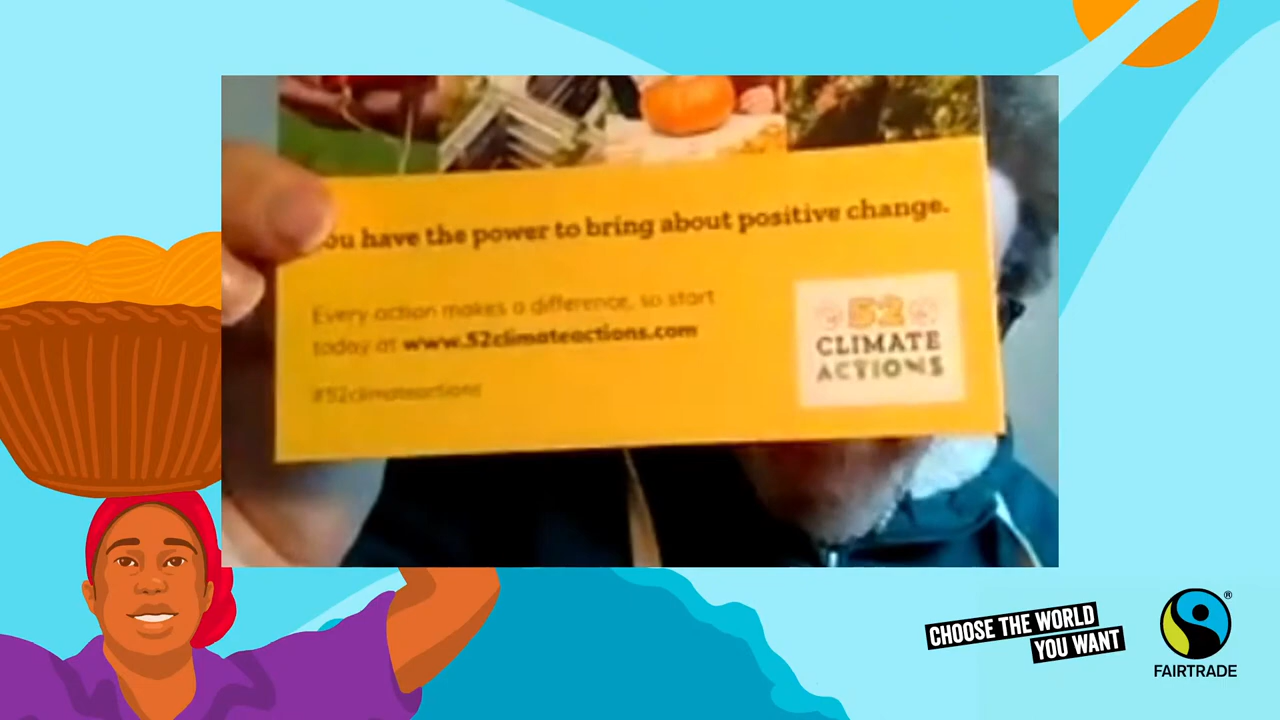 ou have the power to bring about positive change.
Every action makes a difference, so start
today at www.52climateactions.com
#52climateactions
52
CLIMATE
ACTIONS
CHOOSE THE WORLD
YOU WANT
®
FAIRTRADE